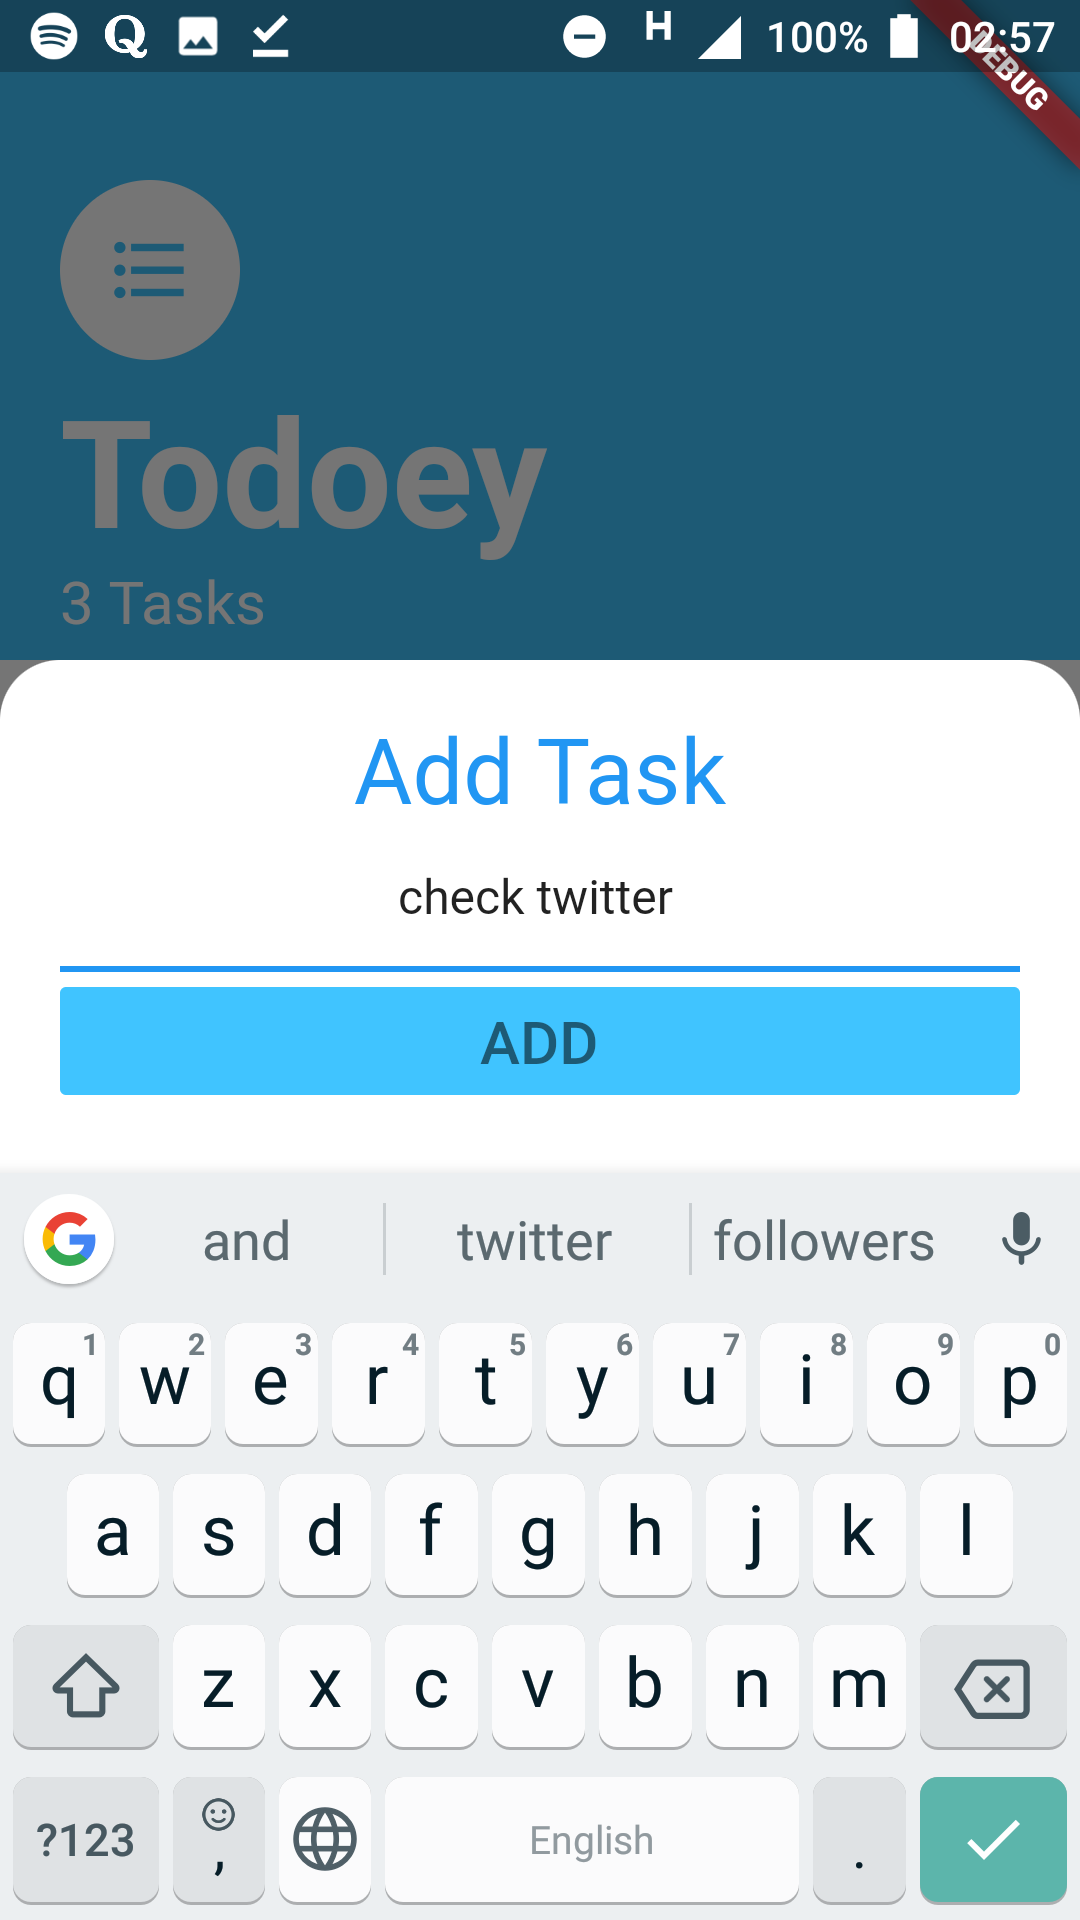 H 100% 02:57
DEBUG
Todoey
3 Tasks
Add Task
check twitter
ADD
and twitter followers
1 2 3 4 5 6 7 8 9 0
q w e r t y u i o p
a s d f g h j k l
z x c v b n m
?123 , English .